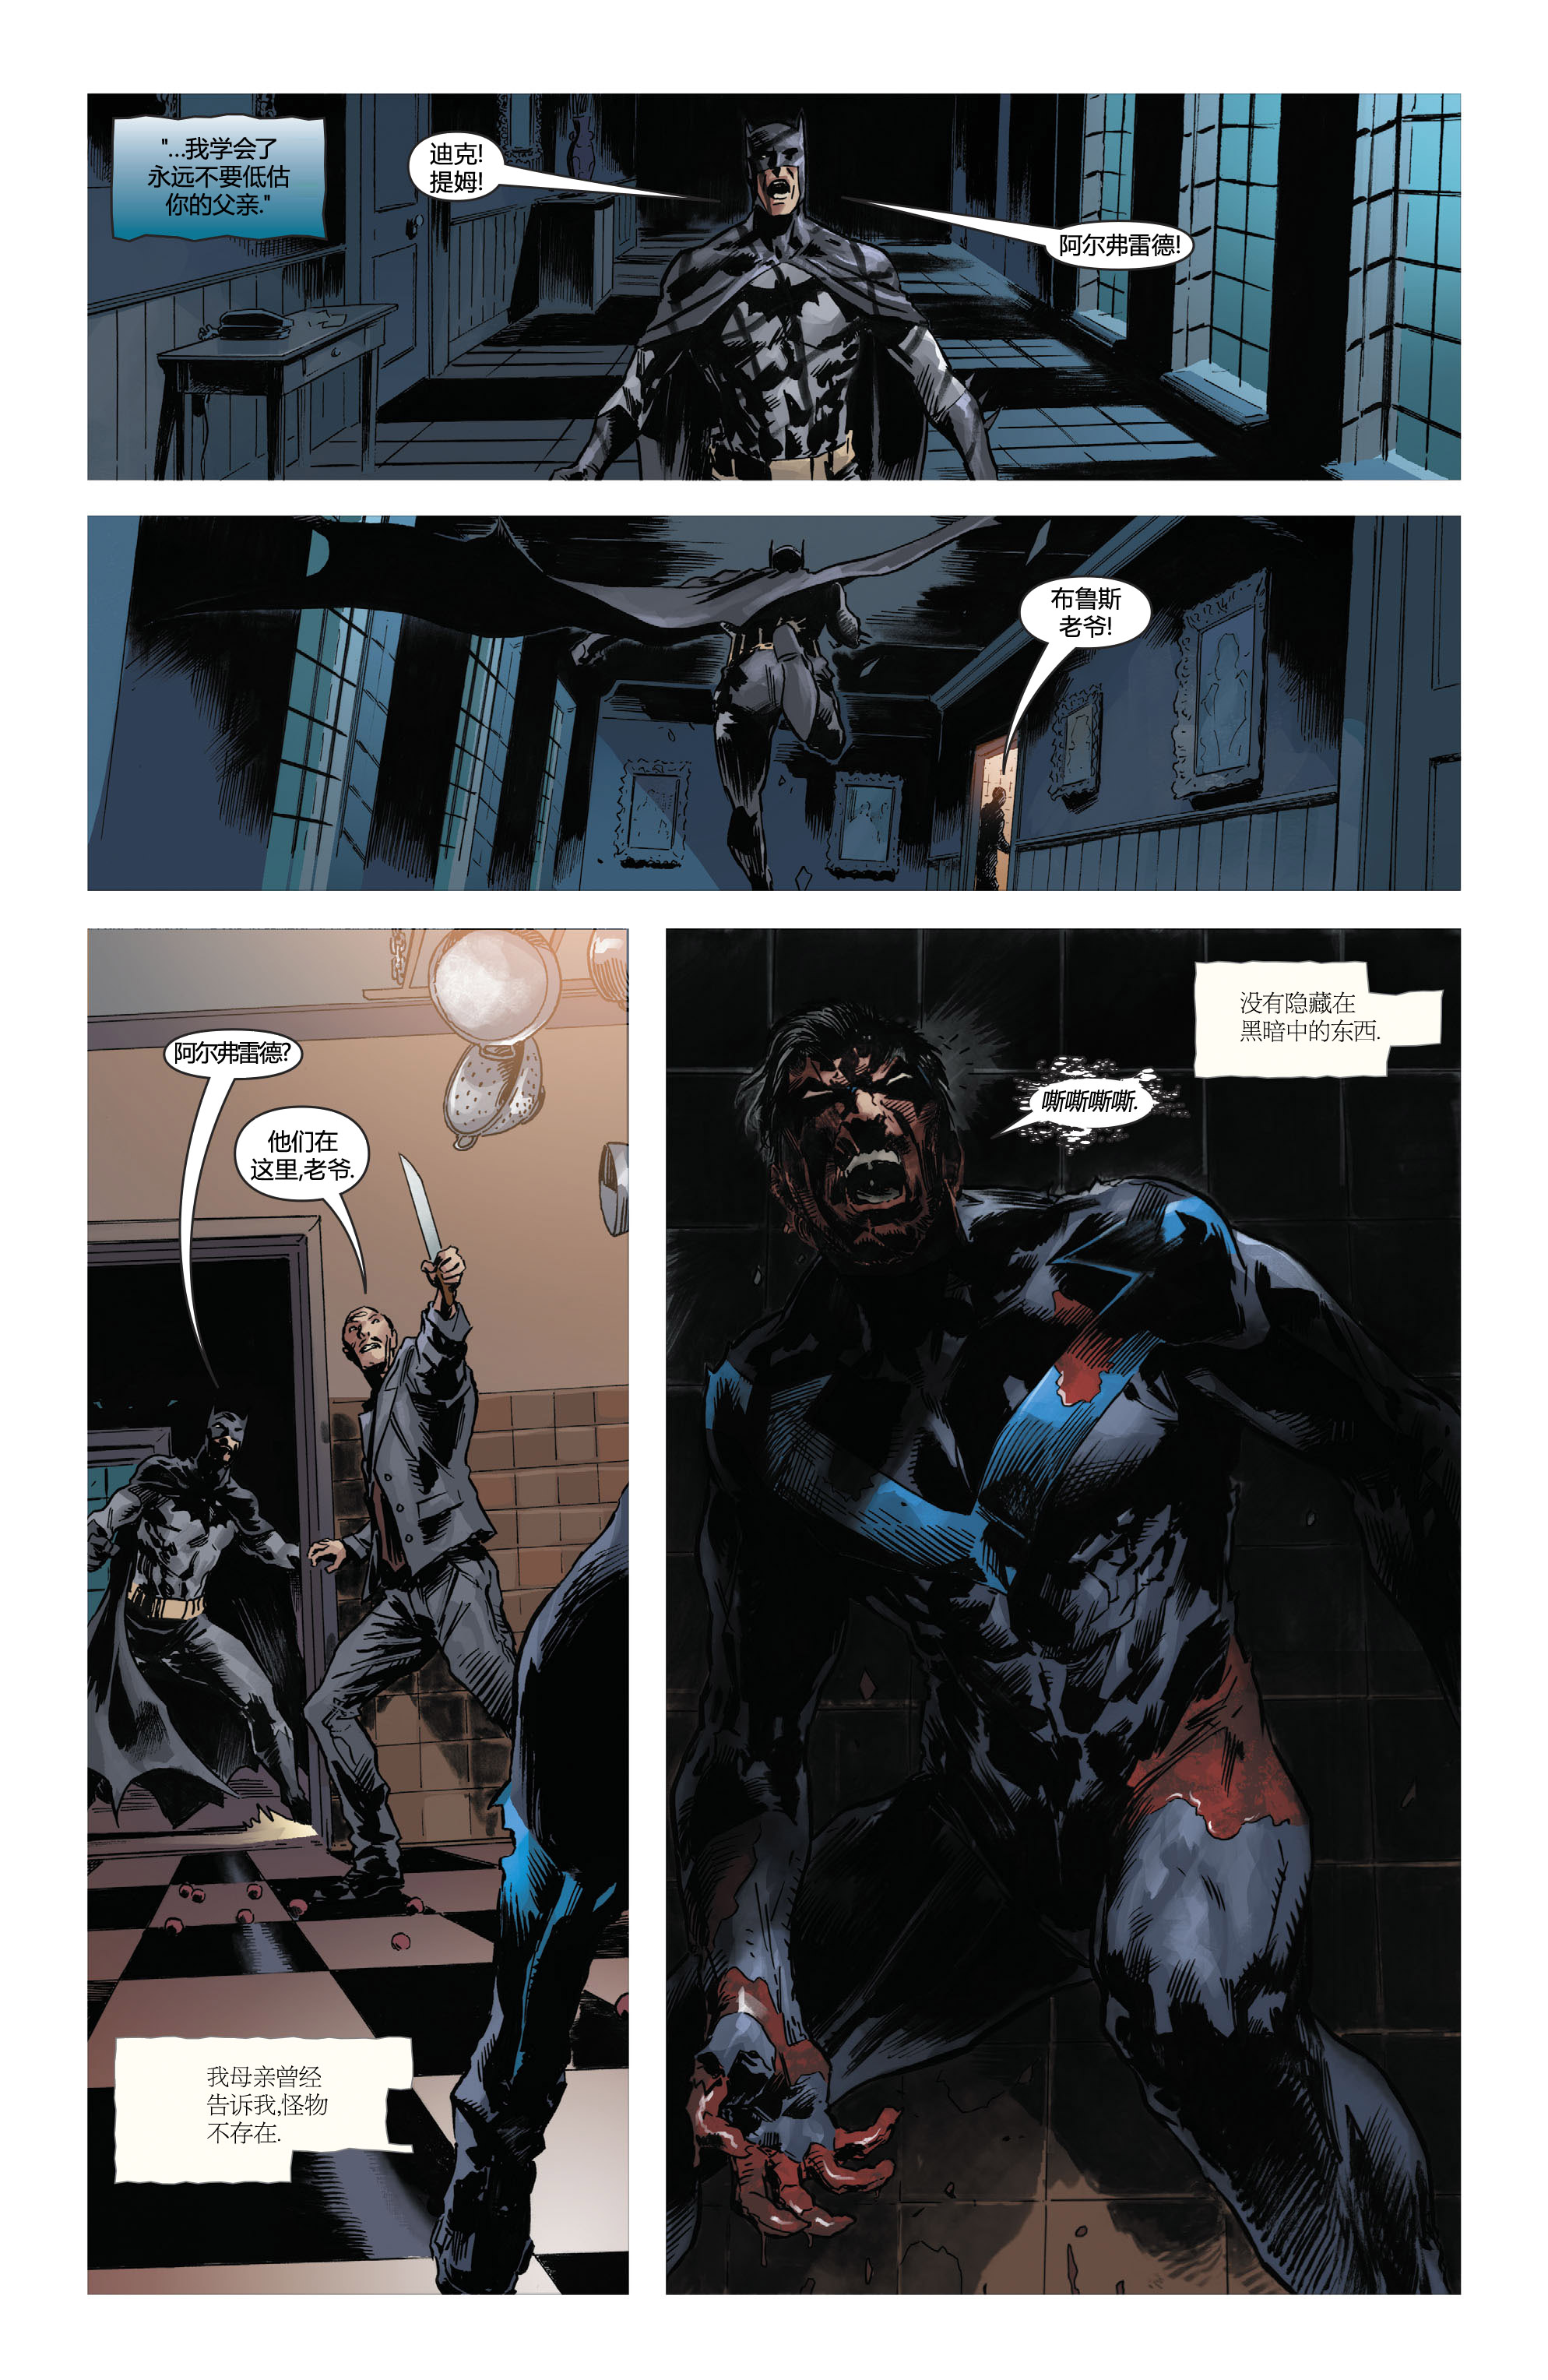 "...我学会了
永远不要低估
你的父亲."
迪克!
提姆!
阿尔弗雷德!
布鲁斯
老爷!
阿尔弗雷德?
他们在
这里,老爷.
我母亲曾经
告诉我,怪物
不存在.
没有隐藏在
黑暗中的东西.
嘶嘶嘶嘶.